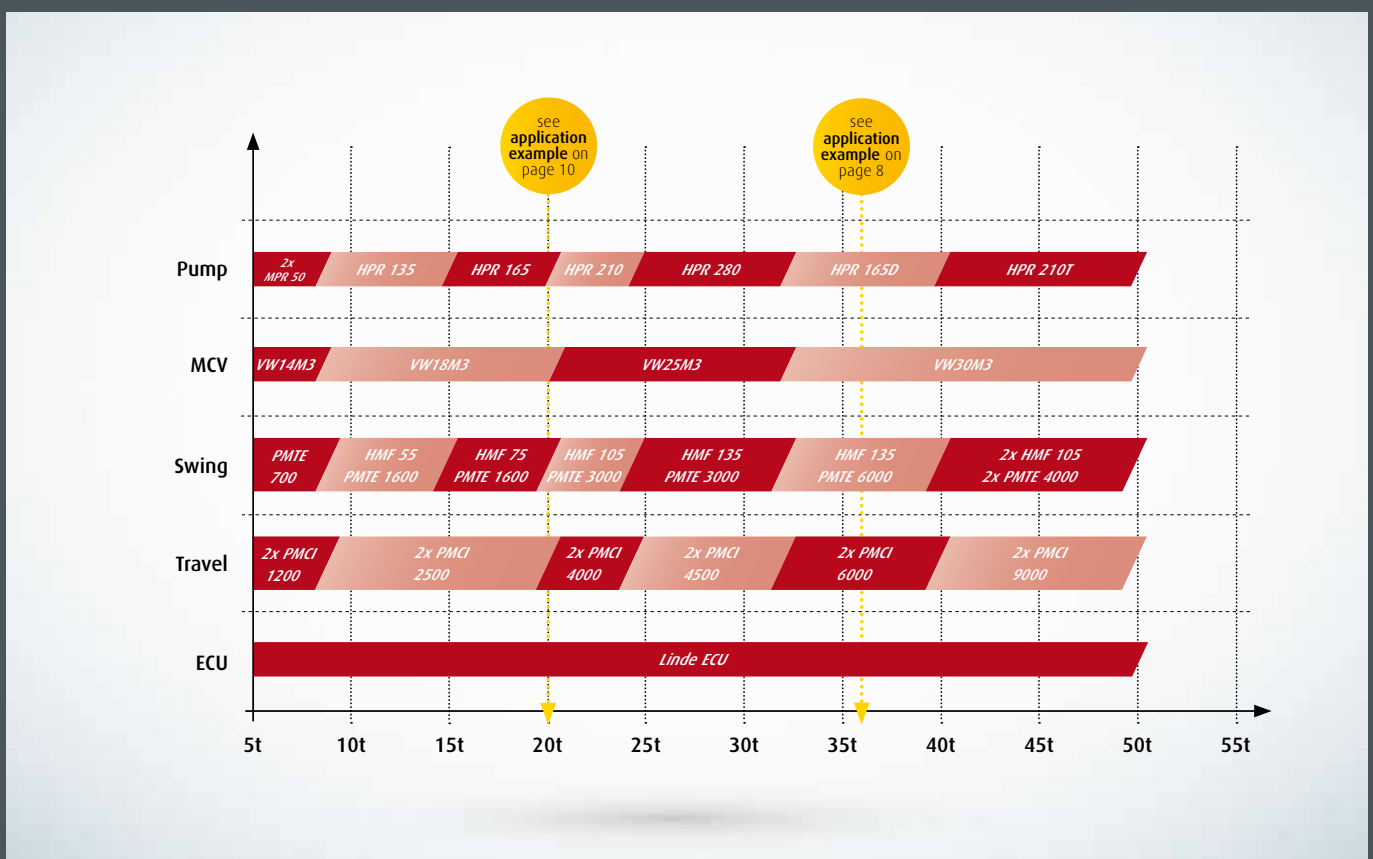 see
application
example on
page 10
see
application
example on
page 8
Pump
2x
MPR 50
HPR 135
HPR 165
HPR 210
HPR 280
HPR 165D
HPR 210T
MCV
VW14M3
VW18M3
VW25M3
VW30M3
Swing
PMTE
700
HMF 55
PMTE 1600
HMF 75
PMTE 1600
HMF 105
PMTE 3000
HMF 135
PMTE 3000
HMF 135
PMTE 6000
2x HMF 105
2x PMTE 4000
Travel
2x PMCI
1200
2x PMCI
2500
2x PMCI
4000
2x PMCI
4500
2x PMCI
6000
2x PMCI
9000
ECU
Linde ECU
5t 10t 15t 20t 25t 30t 35t 40t 45t 50t 55t